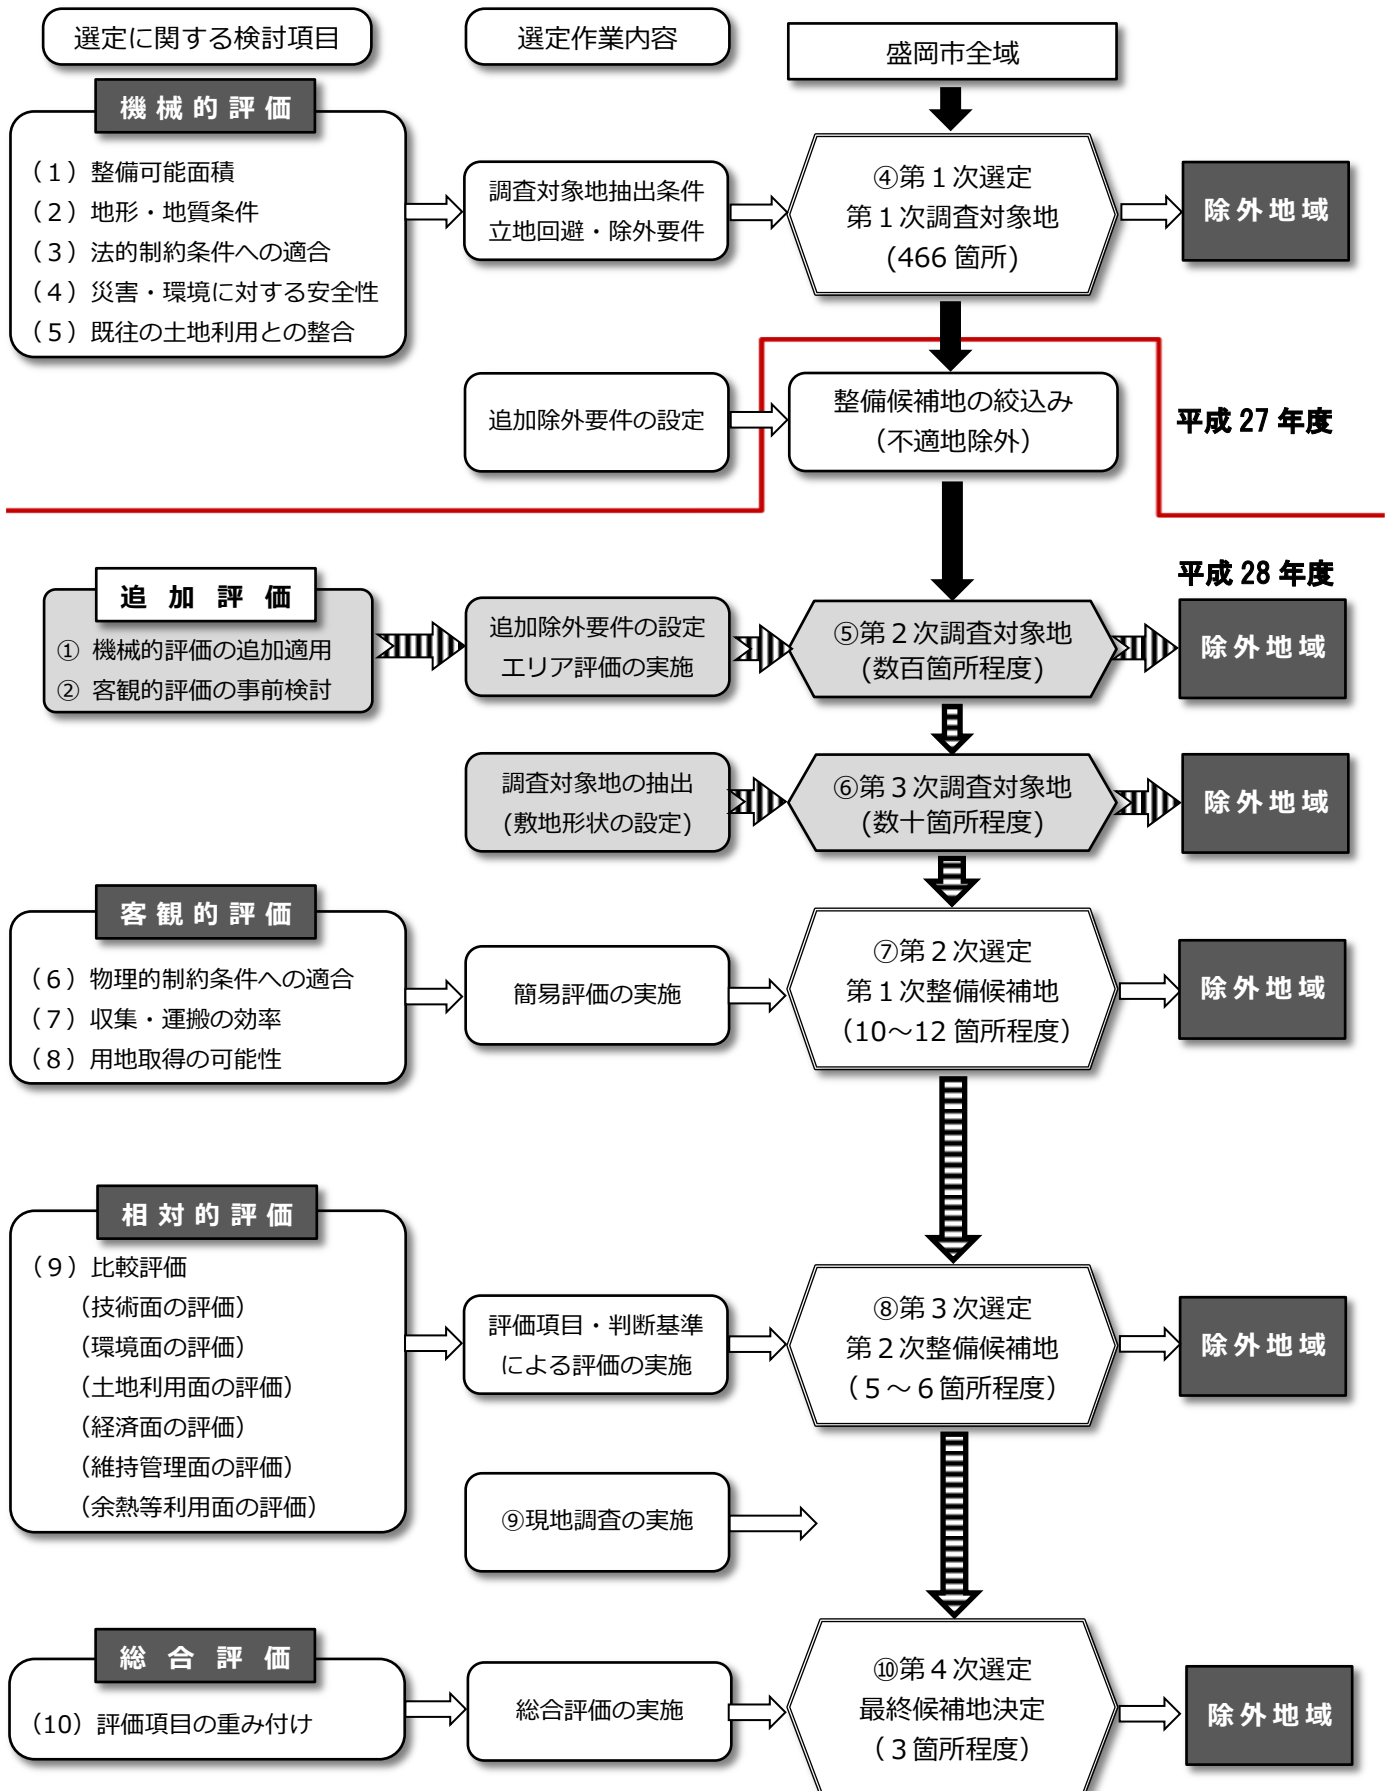 選定に関する検討項目
選定作業内容
盛岡市全域
機械的評価
（１）整備可能面積
（２）地形・地質条件
（３）法的制約条件への適合
（４）災害・環境に対する安全性
（５）既往の土地利用との整合
調査対象地抽出条件
立地回避・除外要件
④第１次選定
第１次調査対象地
(466 箇所)
除外地域
追加除外要件の設定
整備候補地の絞込み
（不適地除外）
平成 27 年度
平成 28 年度
追加評価
① 機械的評価の追加適用
② 客観的評価の事前検討
追加除外要件の設定
エリア評価の実施
⑤第２次調査対象地
(数百箇所程度)
除外地域
調査対象地の抽出
(敷地形状の設定)
⑥第３次調査対象地
(数十箇所程度)
除外地域
客観的評価
（６）物理的制約条件への適合
（７）収集・運搬の効率
（８）用地取得の可能性
簡易評価の実施
⑦第２次選定
第１次整備候補地
（10～12 箇所程度）
除外地域
相対的評価
（９）比較評価
（技術面の評価）
（環境面の評価）
（土地利用面の評価）
（経済面の評価）
（維持管理面の評価）
（余熱等利用面の評価）
評価項目・判断基準
による評価の実施
⑧第３次選定
第２次整備候補地
（５～６箇所程度）
除外地域
⑨現地調査の実施
総合評価
（10）評価項目の重み付け
総合評価の実施
⑩第４次選定
最終候補地決定
（３箇所程度）
除外地域